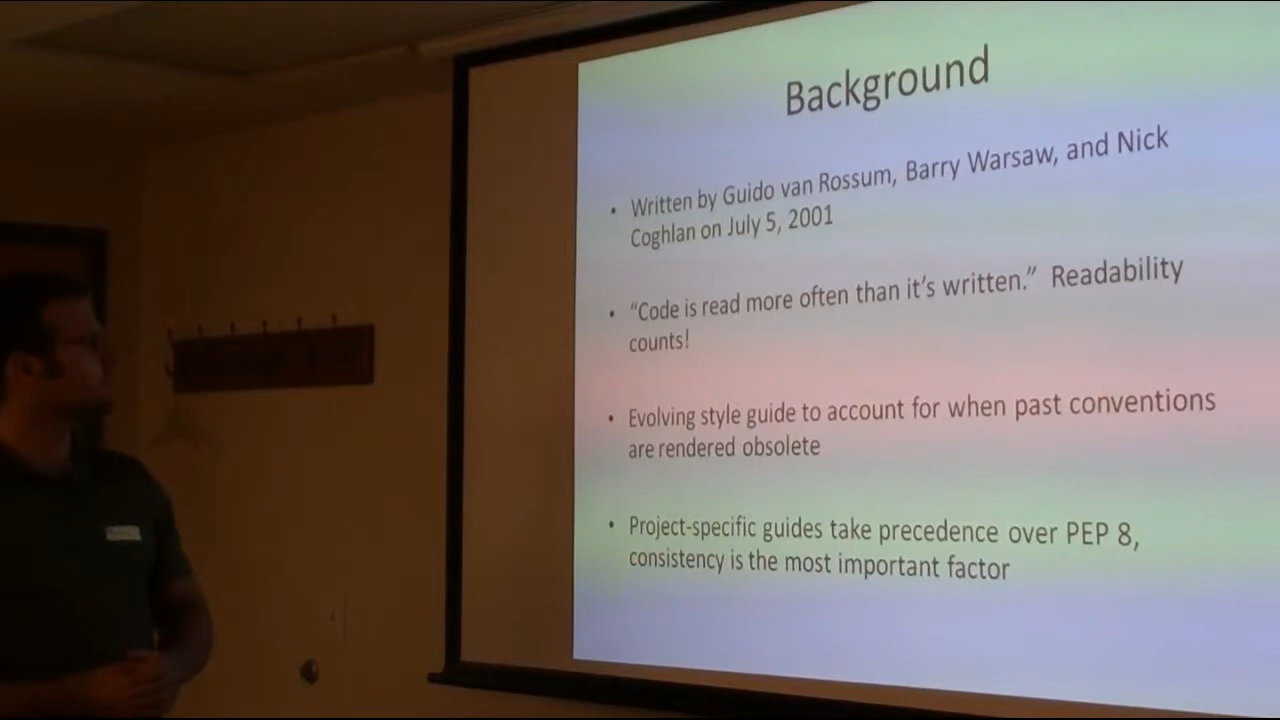 Background
• Written by Guido van Rossum, Barry Warsaw, and Nick
Coghlan on July 5, 2001
• “Code is read more often than it’s written.”  Readability
counts!
• Evolving style guide to account for when past conventions
are rendered obsolete
• Project-specific guides take precedence over PEP 8,
consistency is the most important factor